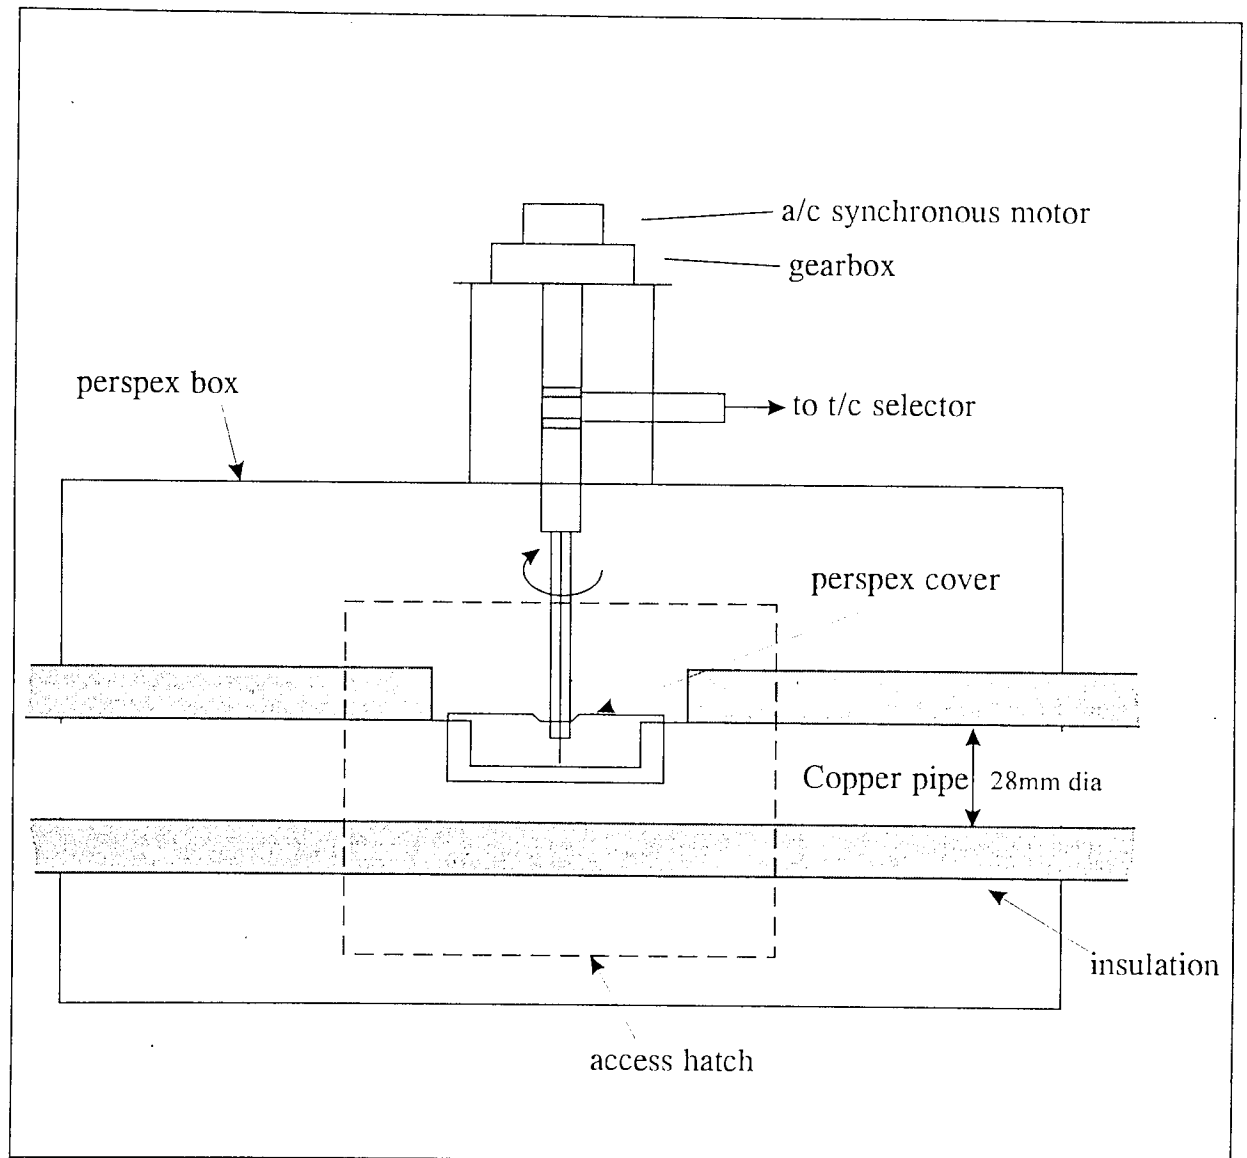 a/c synchronous motor
gearbox
perspex box
to t/c selector
perspex cover
Copper pipe 28mm dia
insulation
access hatch